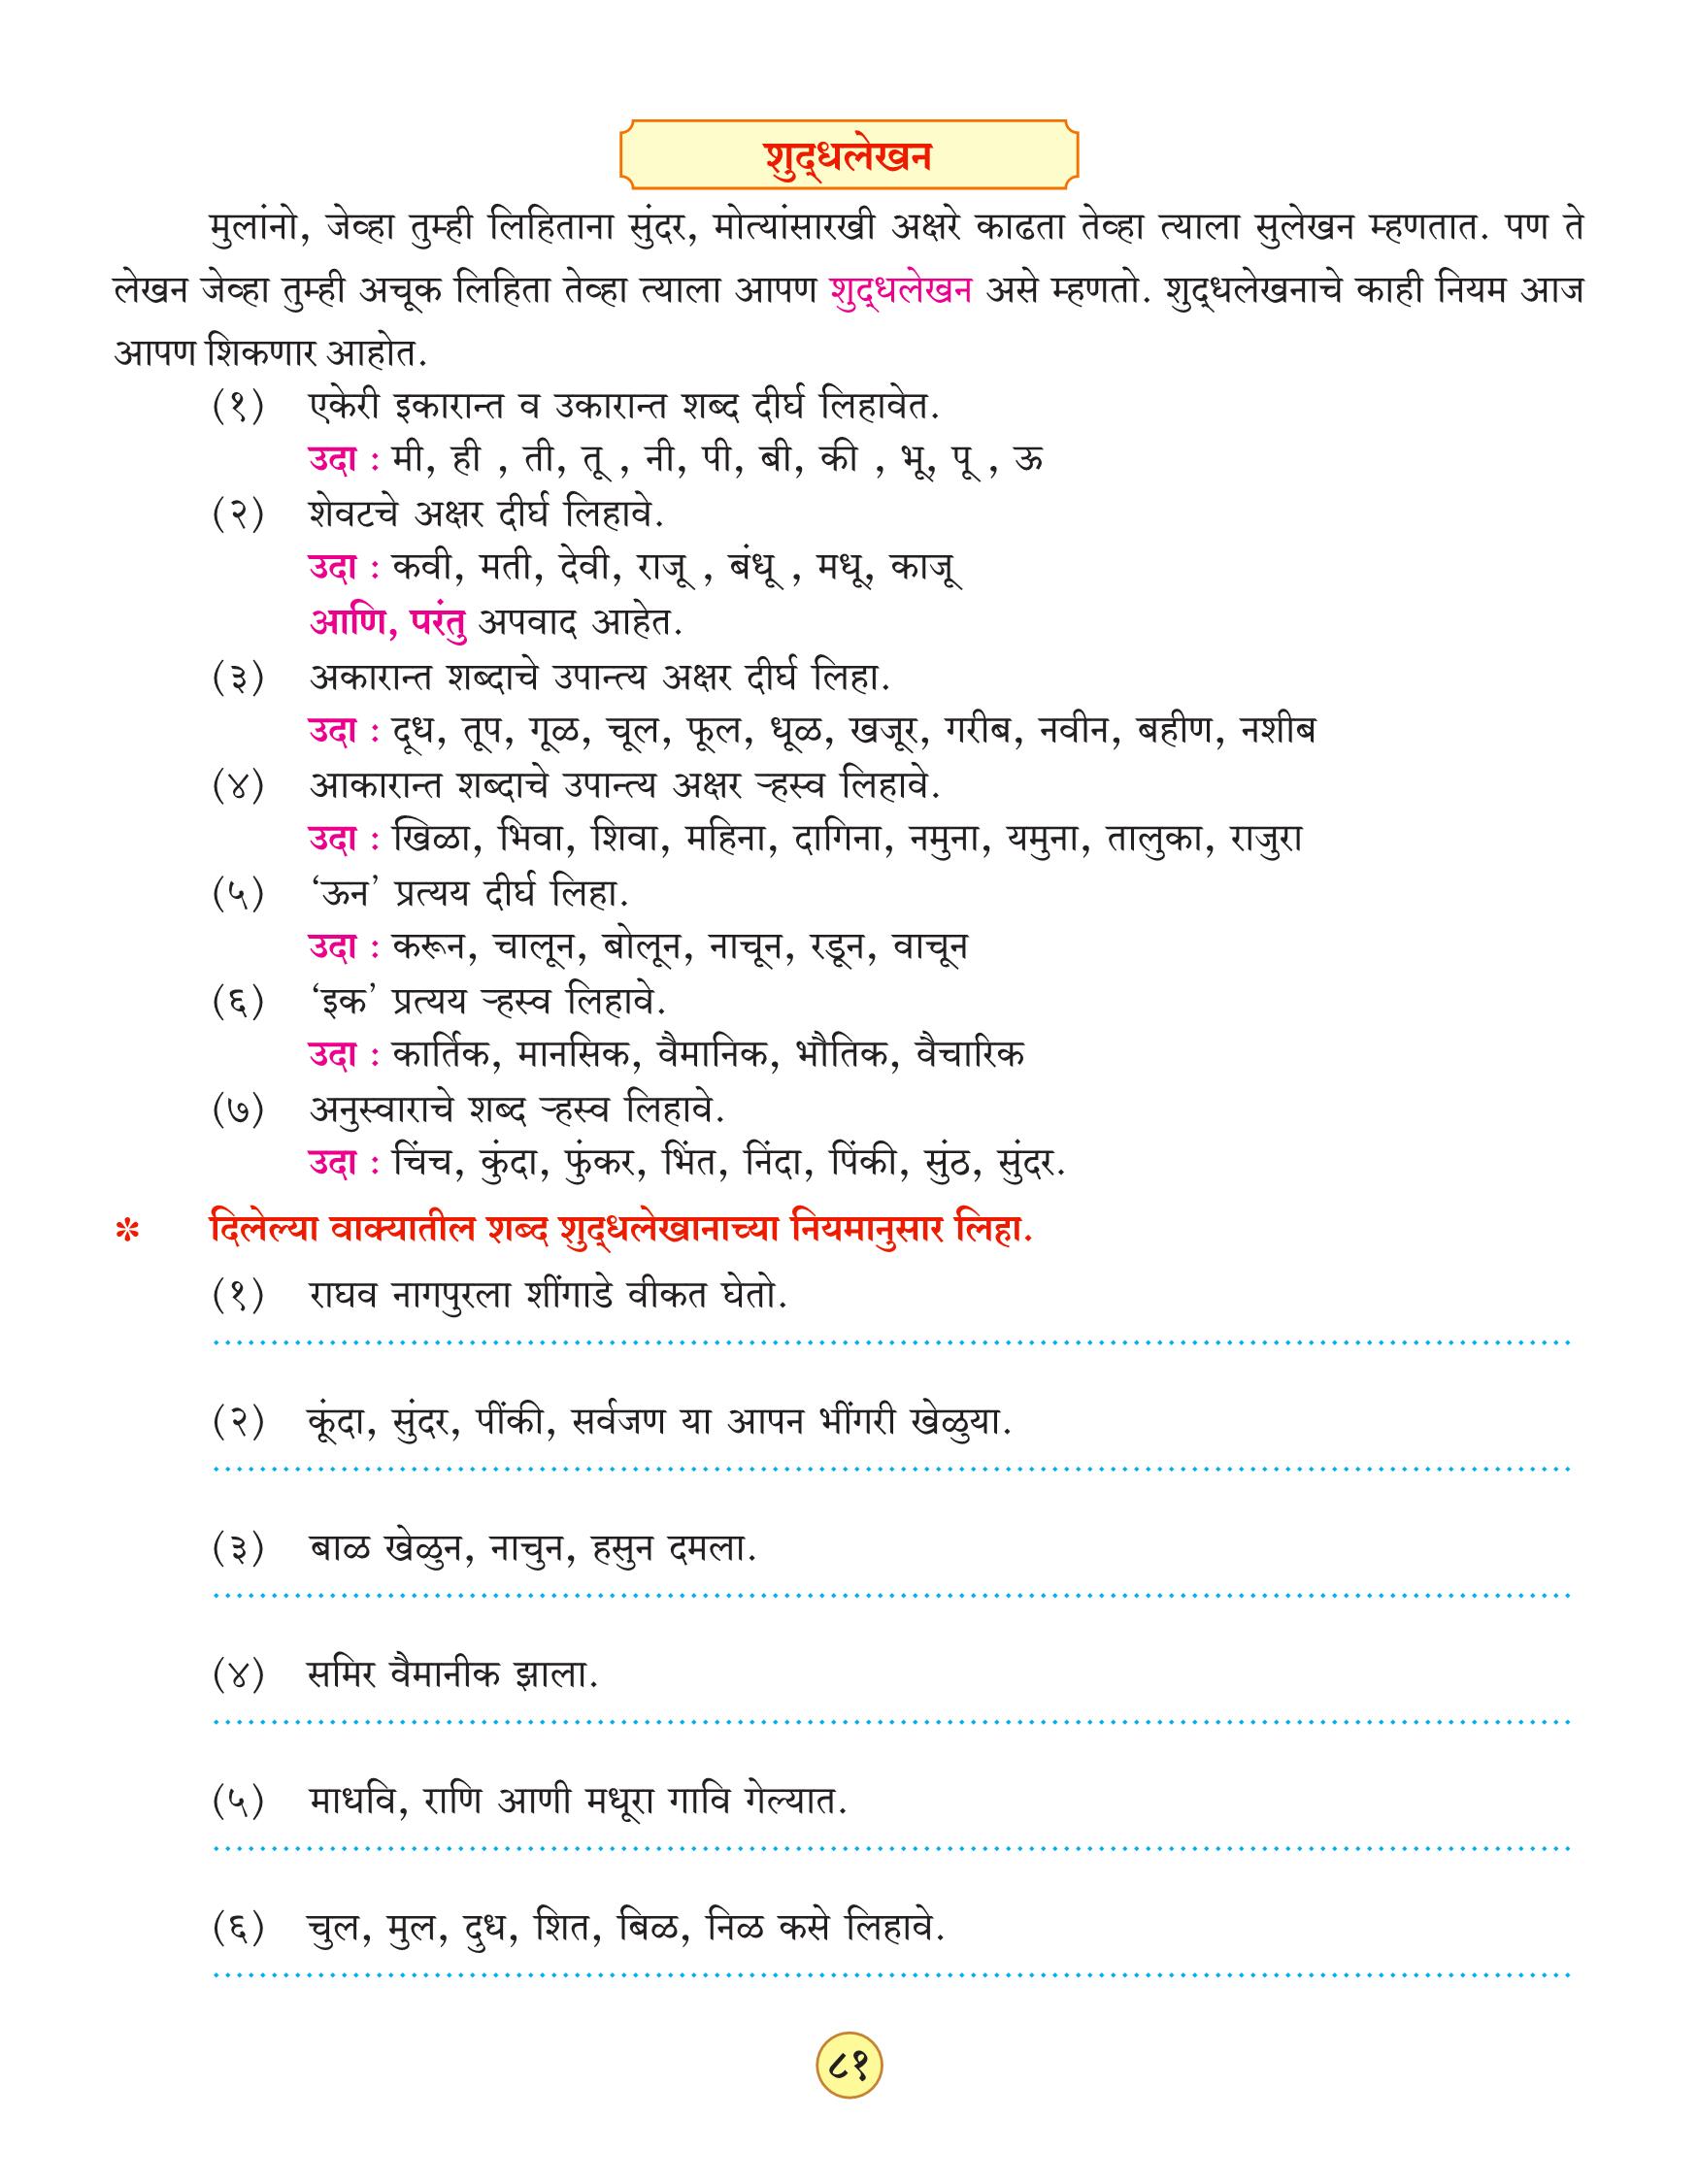 शुद्धलेखन
मुलांनो, जेव्हा तुम्ही लिहिताना सुंदर, मोत्यांसारखी अक्षरे काढता तेव्हा त्याला सुलेखन म्हणतात. पण ते
लेखन जेव्हा तुम्ही अचूक लिहिता तेव्हा त्याला आपण शुद्धलेखन असे म्हणतो. शुद्धलेखनाचे काही नियम आज
आपण शिकणार आहोत.
(१) एकेरी इकारान्त व उकारान्त शब्द दीर्घ लिहावेत.
उदा : मी, ही , ती, तू , नी, पी, बी, की , भू, पू , ऊ
(२) शेवटचे अक्षर दीर्घ लिहावे.
उदा : कवी, मती, देवी, राजू , बंधू , मधू, काजू
आणि, परंतु अपवाद आहेत.
(३) अकारान्त शब्दाचे उपान्त्य अक्षर दीर्घ लिहा.
उदा : दूध, तूप, गूळ, चूल, फूल, धूळ, खजूर, गरीब, नवीन, बहीण, नशीब
(४) आकारान्त शब्दाचे उपान्त्य अक्षर ऱ्हस्व लिहावे.
उदा : खिळा, भिवा, शिवा, महिना, दागिना, नमुना, यमुना, तालुका, राजुरा
(५) ‘ऊन’ प्रत्यय दीर्घ लिहा.
उदा : करून, चालून, बोलून, नाचून, रडून, वाचून
(६) ‘इक’ प्रत्यय ऱ्हस्व लिहावे.
उदा : कार्तिक, मानसिक, वैमानिक, भौतिक, वैचारिक
(७) अनुस्वाराचे शब्द ऱ्हस्व लिहावे.
उदा : चिंच, कुंदा, फुंकर, भिंत, निंदा, पिंकी, सुंठ, सुंदर.
* दिलेल्या वाक्यातील शब्द शुद्धलेखानाच्या नियमानुसार लिहा.
(१) राघव नागपुरला शींगाडे वीकत घेतो.
(२) कूंदा, सुंदर, पींकी, सर्वजण या आपन भींगरी खेळुया.
(३) बाळ खेळुन, नाचुन, हसुन दमला.
(४) समिर वैमानीक झाला.
(५) माधवि, राणि आणी मधूरा गावि गेल्यात.
(६) चुल, मुल, दुध, शित, बिळ, निळ कसे लिहावे.
८१